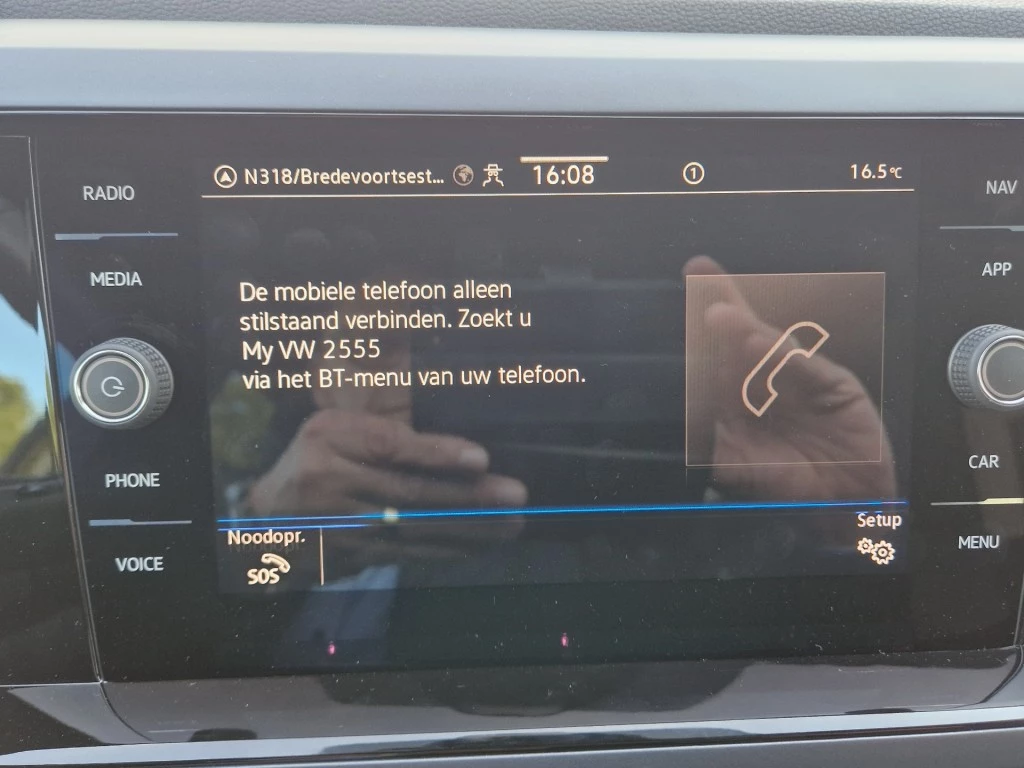 RADIO
MEDIA
PHONE
VOICE
N318/Bredevoortsest...
16:08
1
16.5°C
De mobiele telefoon alleen
stilstaand verbinden. Zoekt u
My VW 2555
via het BT-menu van uw telefoon.
Noodopr.
SOS
Setup
NAV
APP
CAR
MENU